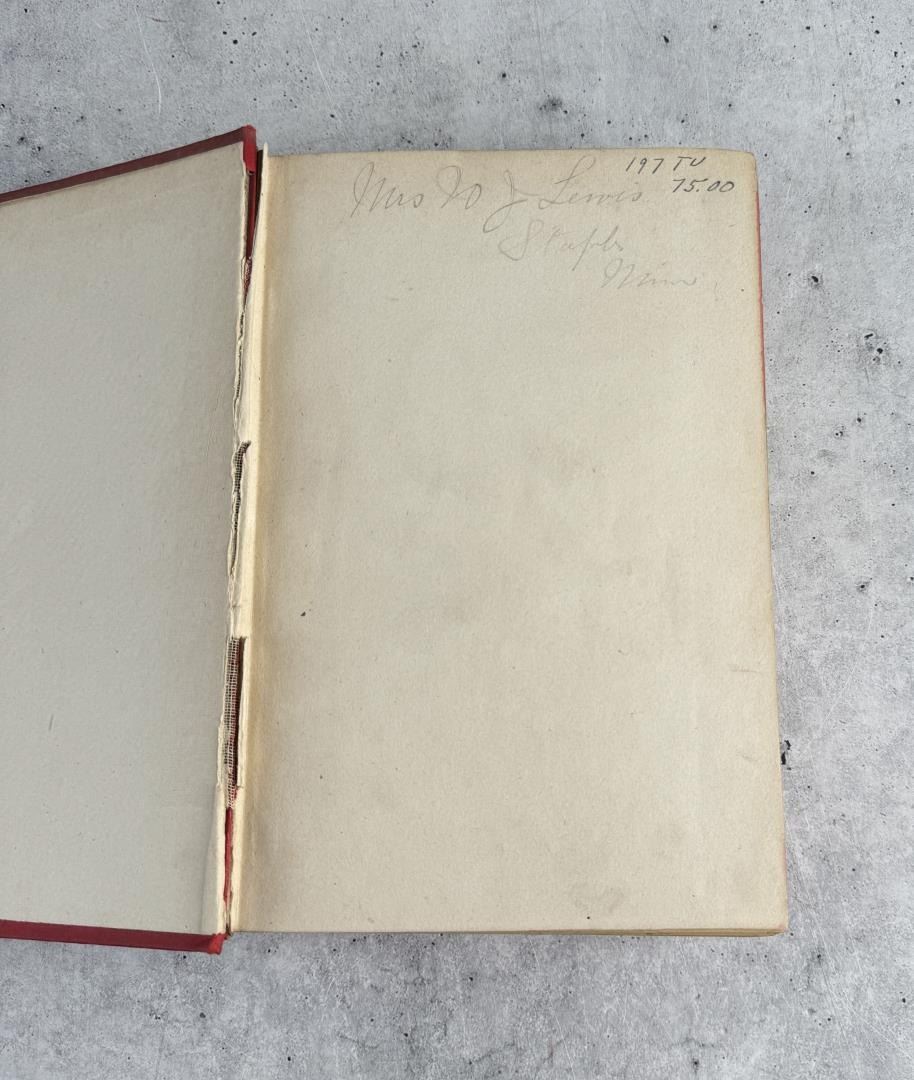 197 TU
75.00
Mrs J Lewis
Staples
Minn